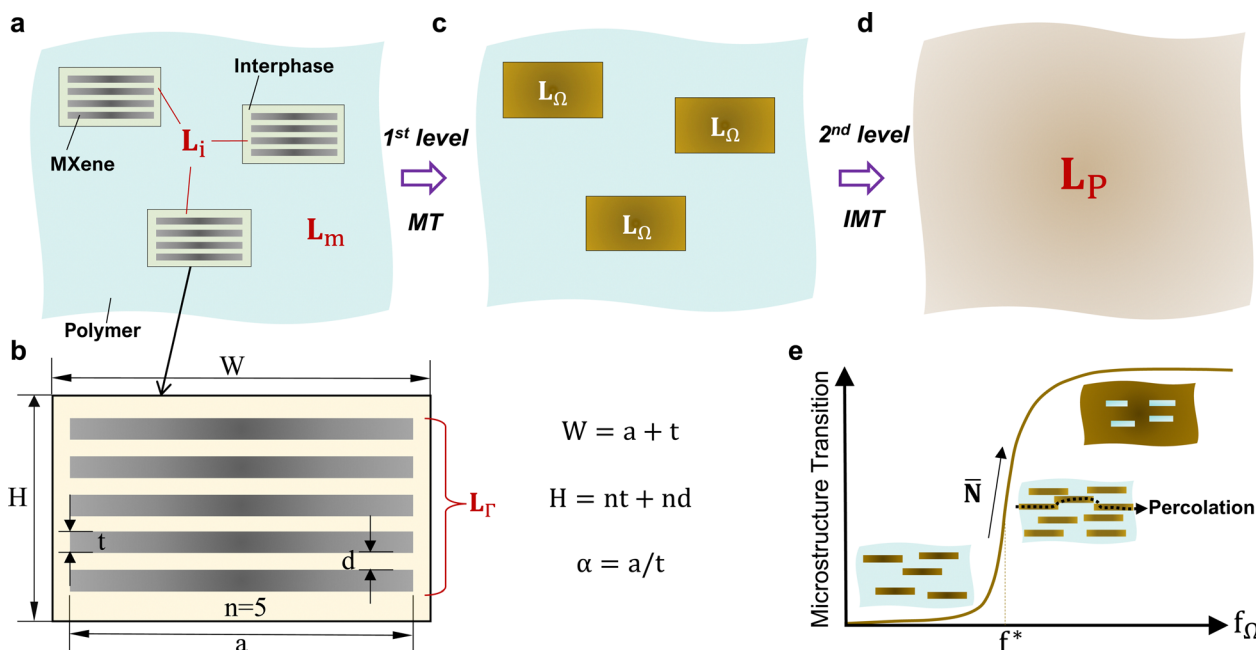 a
Interphase
L_i
MXene
L_m
Polymer
1st level
MT
c
L_Ω
L_Ω
L_Ω
2nd level
IMT
d
L_P
b
W
H
t
d
L_Γ
n=5
a
W = a + t
H = nt + nd
α = a/t
e
Microstructure Transition
N̄
Percolation
f*
f_Ω